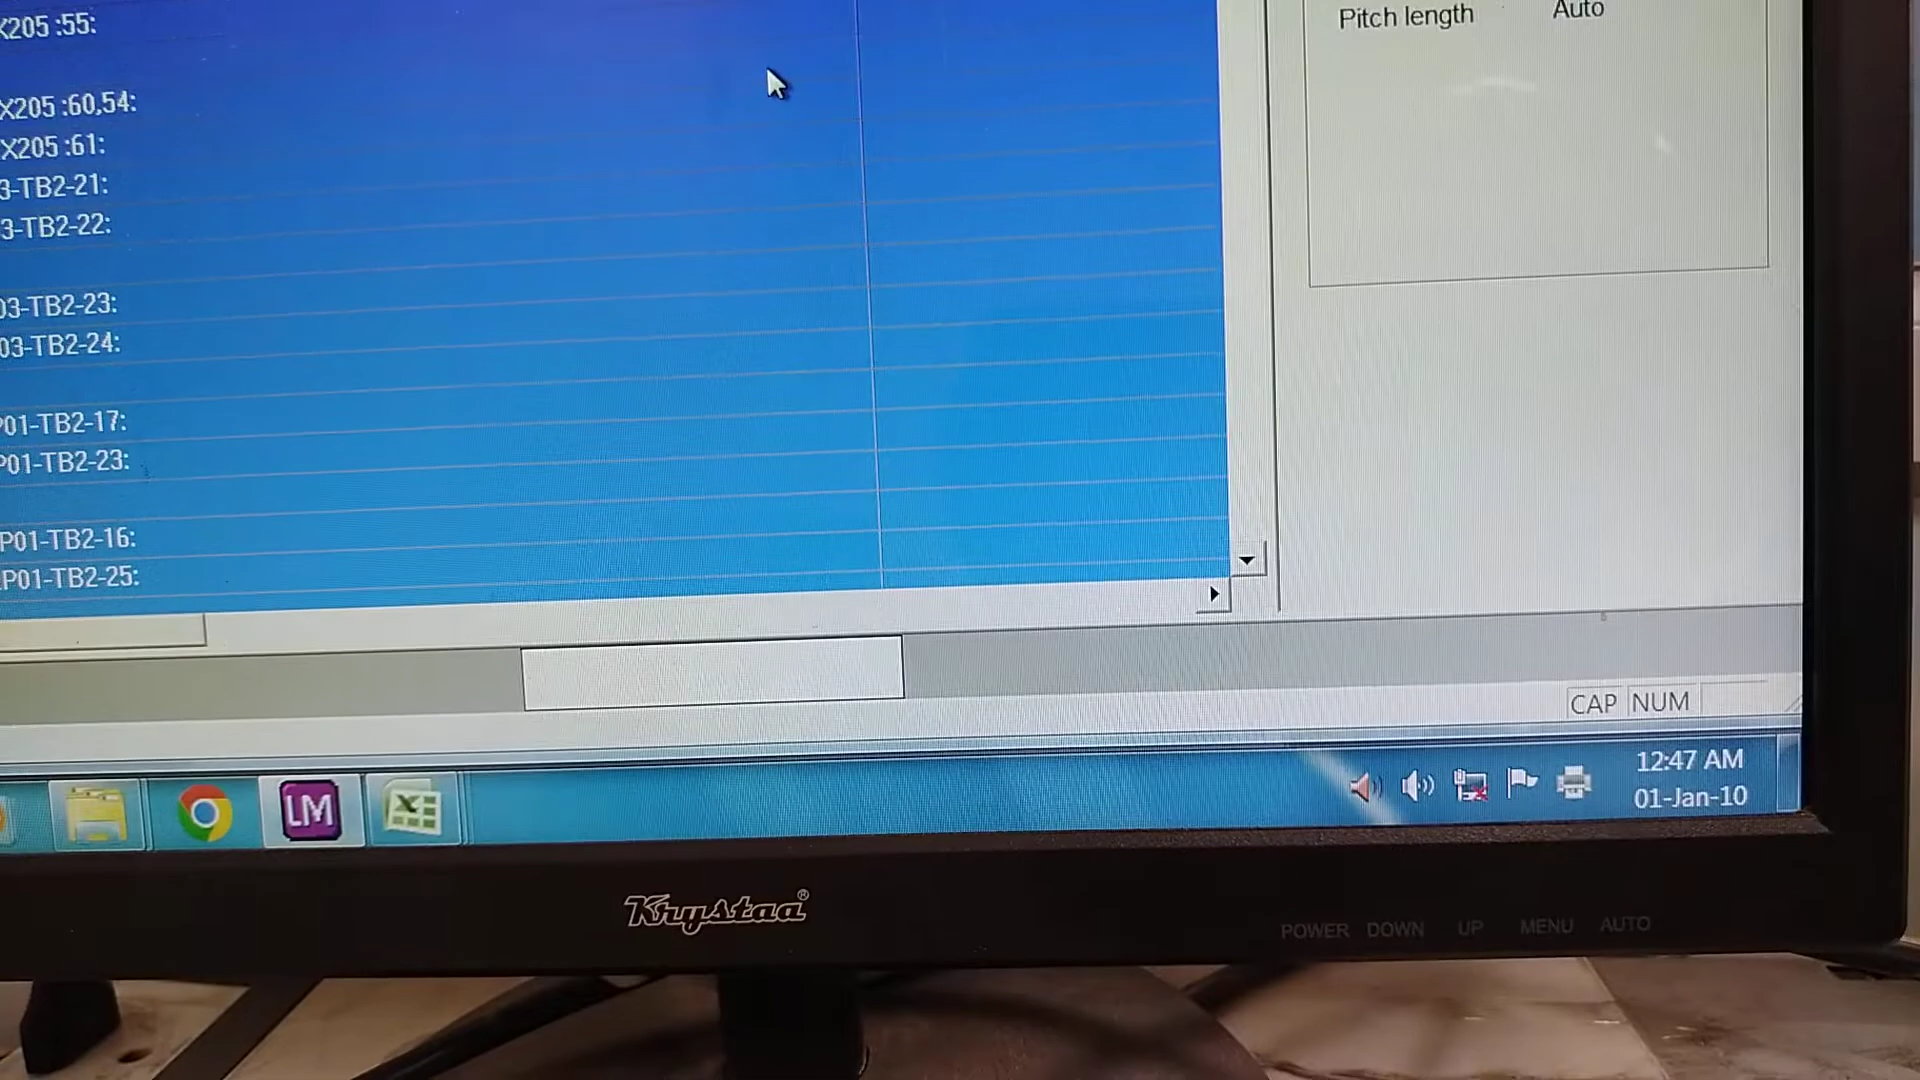 X205 :55:
X205 :60,54:
X205 :61:
3-TB2-21:
3-TB2-22:
03-TB2-23:
03-TB2-24:
P01-TB2-17:
P01-TB2-23:
P01-TB2-16:
P01-TB2-25:
Pitch length Auto
CAP NUM
LM
X
12:47 AM
01-Jan-10
Krystaa®
POWER DOWN UP MENU AUTO